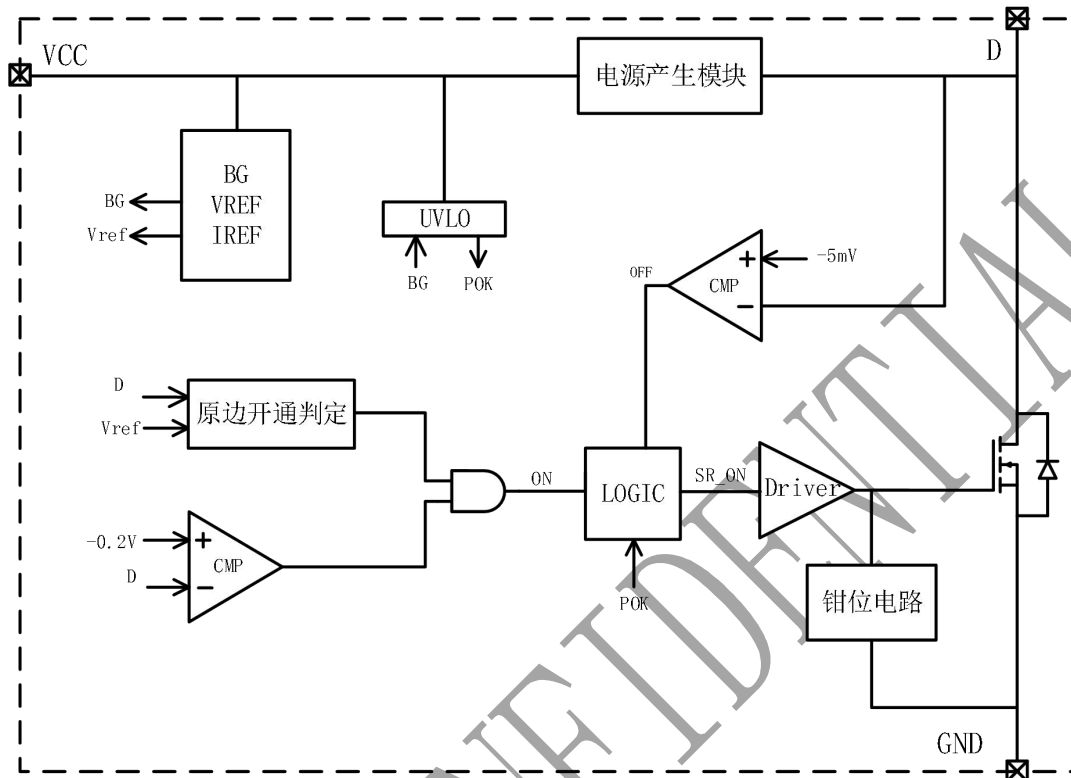 VCC
D
电源产生模块
BG
VREF
IREF
BG
Vref
UVLO
BG
POK
OFF
+
CMP
-
-5mV
D
Vref
原边开通判定
-0.2V
D
+
CMP
-
ON
LOGIC
SR_ON
Driver
POK
钳位电路
GND
NFIDENTIA